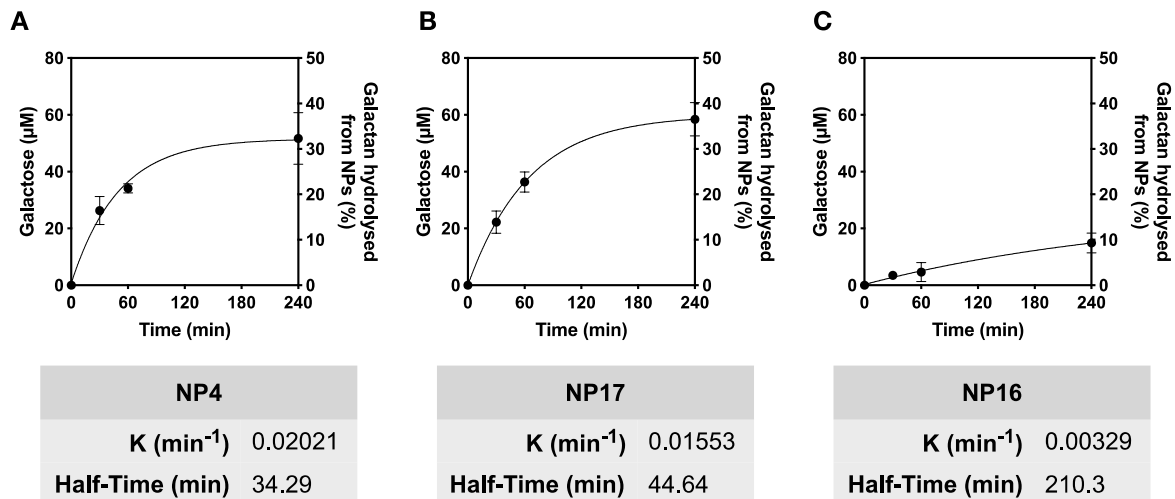 A
B
C
Galactose (µM)
80
60
40
20
0
50
40
30
20
10
0
Galactan hydrolysed
from NPs (%)
0
60
120
180
240
Time (min)
Galactose (µM)
80
60
40
20
0
50
40
30
20
10
0
Galactan hydrolysed
from NPs (%)
0
60
120
180
240
Time (min)
Galactose (µM)
80
60
40
20
0
50
40
30
20
10
0
Galactan hydrolysed
from NPs (%)
0
60
120
180
240
Time (min)
NP4
K (min⁻¹) 0.02021
Half-Time (min) 34.29
NP17
K (min⁻¹) 0.01553
Half-Time (min) 44.64
NP16
K (min⁻¹) 0.00329
Half-Time (min) 210.3